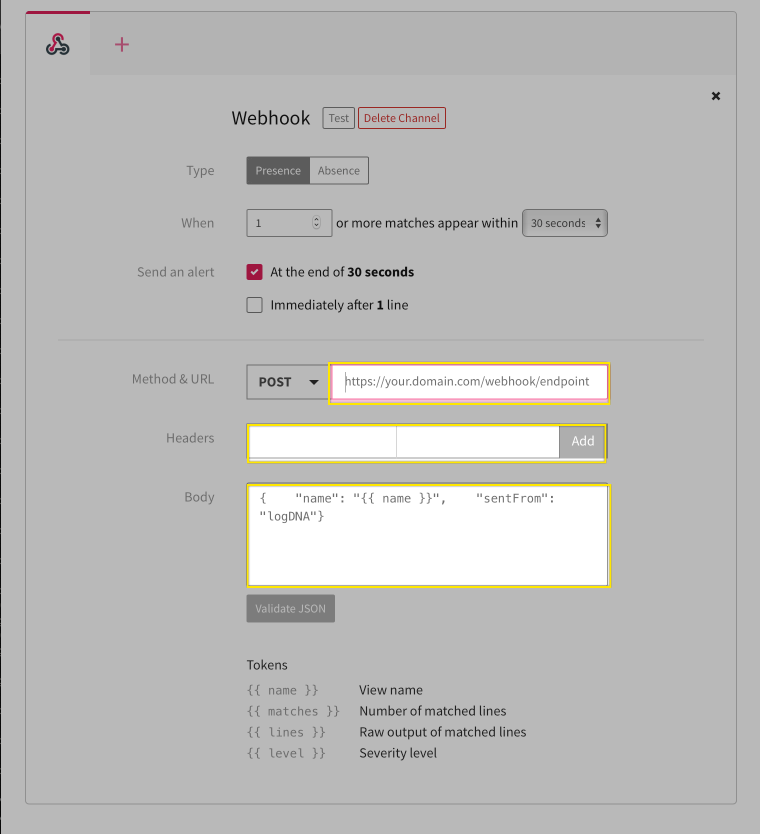 +
Webhook Test Delete Channel
Type Presence Absence
When 1 or more matches appear within 30 seconds
Send an alert At the end of 30 seconds
Immediately after 1 line
Method & URL POST https://your.domain.com/webhook/endpoint
Headers Add
Body { "name": "{{ name }}", "sentFrom":
"logDNA"}
Validate JSON
Tokens
{{ name }} View name
{{ matches }} Number of matched lines
{{ lines }} Raw output of matched lines
{{ level }} Severity level